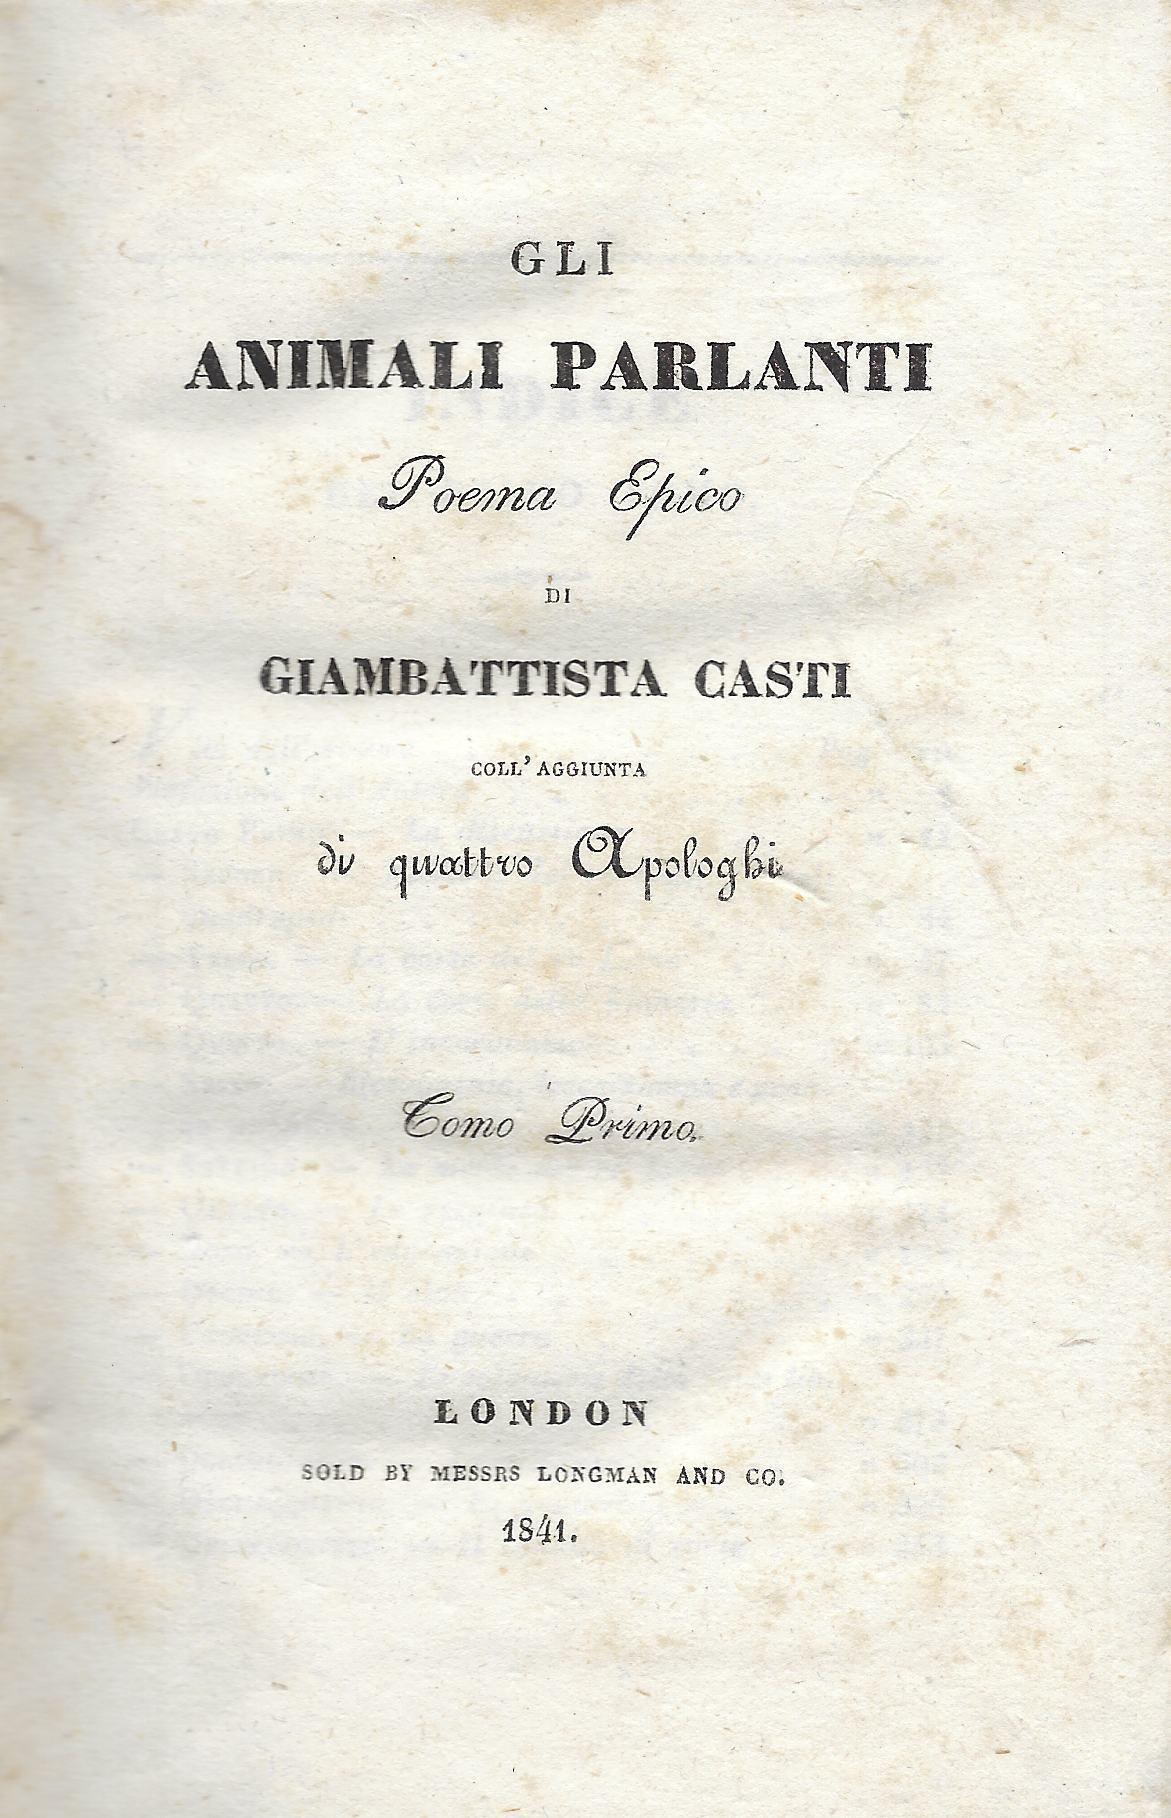 GLI
ANIMALI PARLANTI
Poema Epico
DI
GIAMBATTISTA CASTI
COLL' AGGIUNTA
di quattro Apologhi
Tomo Primo.
LONDON
SOLD BY MESSRS LONGMAN AND CO.
1841.